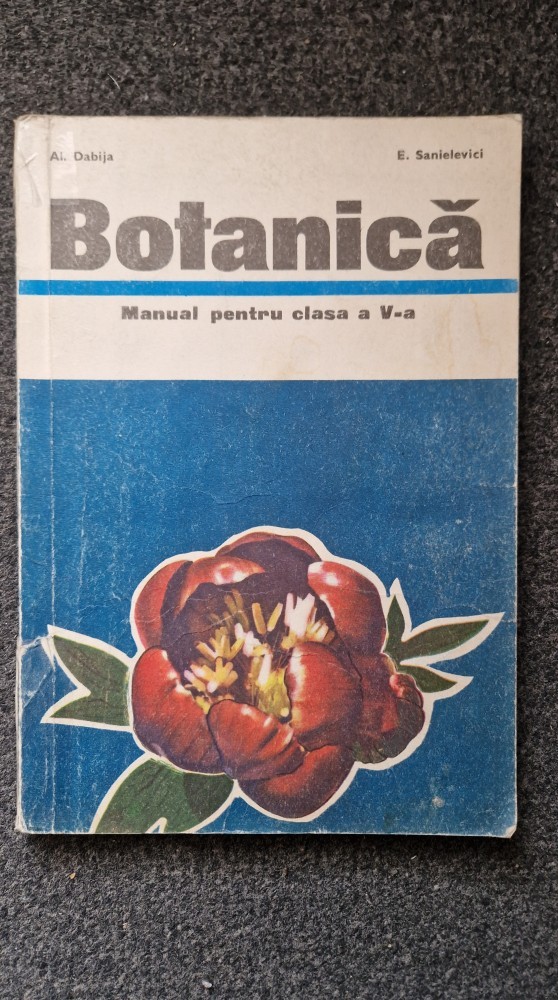 Al. Dabija E. Sanielevici
Botanică
Manual pentru clasa a V-a